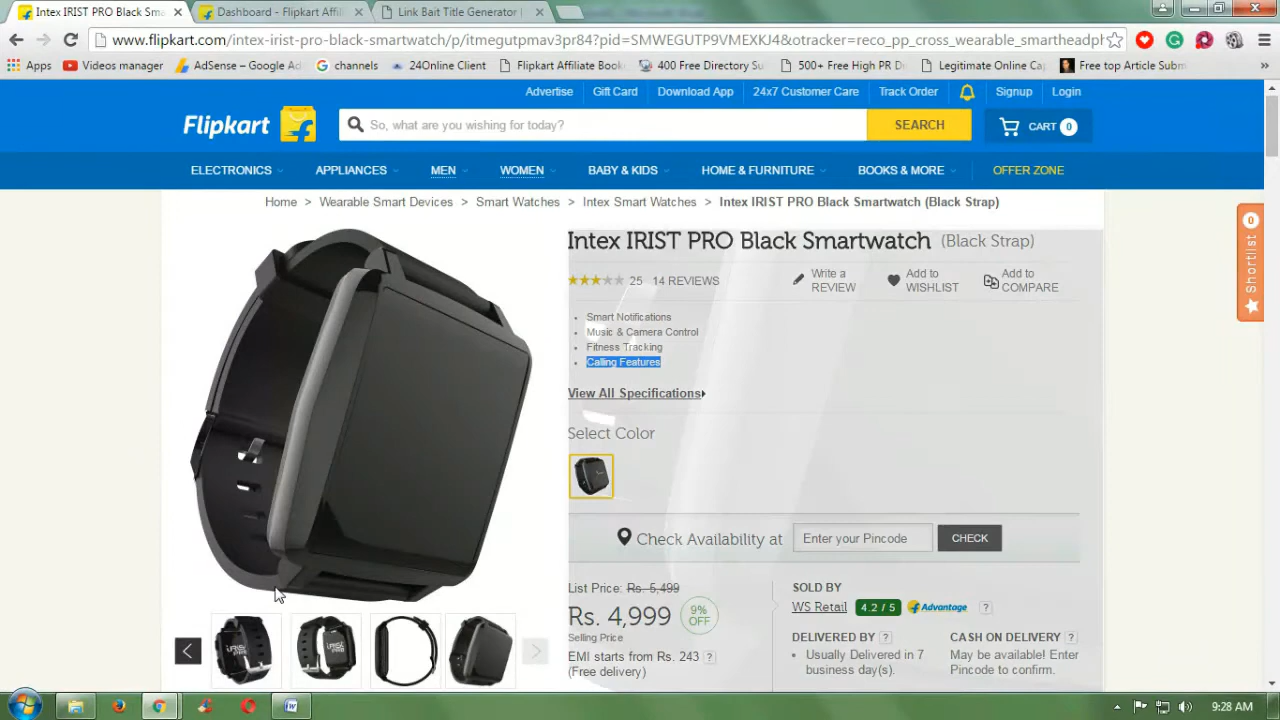 Intex IRIST PRO Black Sma
Dashboard - Flipkart Affili
Link Bait Title Generator
www.flipkart.com/intex-irist-pro-black-smartwatch/p/itmegutpmav3pr84?pid=SMWEGUTP9VMEXKJ4&otracker=reco_pp_cross_wearable_smartheadph
Apps
Videos manager
AdSense – Google Ad
channels
24Online Client
Flipkart Affiliate Book
400 Free Directory Su
500+ Free High PR D
Legitimate Online Ca
Free top Article Subm
Advertise
Gift Card
Download App
24x7 Customer Care
Track Order
Signup
Login
Flipkart
So, what are you wishing for today?
SEARCH
CART 0
ELECTRONICS
APPLIANCES
MEN
WOMEN
BABY & KIDS
HOME & FURNITURE
BOOKS & MORE
OFFER ZONE
Home > Wearable Smart Devices > Smart Watches > Intex Smart Watches > Intex IRIST PRO Black Smartwatch (Black Strap)
0
Shortlist
Intex IRIST PRO Black Smartwatch (Black Strap)
25 14 REVIEWS
Write a
REVIEW
Add to
WISHLIST
Add to
COMPARE
Smart Notifications
Music & Camera Control
Fitness Tracking
Calling Features
View All Specifications
Select Color
Check Availability at
Enter your Pincode
CHECK
List Price: Rs. 5,499
Rs. 4,999
9%
OFF
Selling Price
EMI starts from Rs. 243 ?
(Free delivery)
SOLD BY
WS Retail 4.2 / 5 Advantage ?
DELIVERED BY ?
Usually Delivered in 7
business day(s).
CASH ON DELIVERY ?
May be available! Enter
Pincode to confirm.
9:28 AM